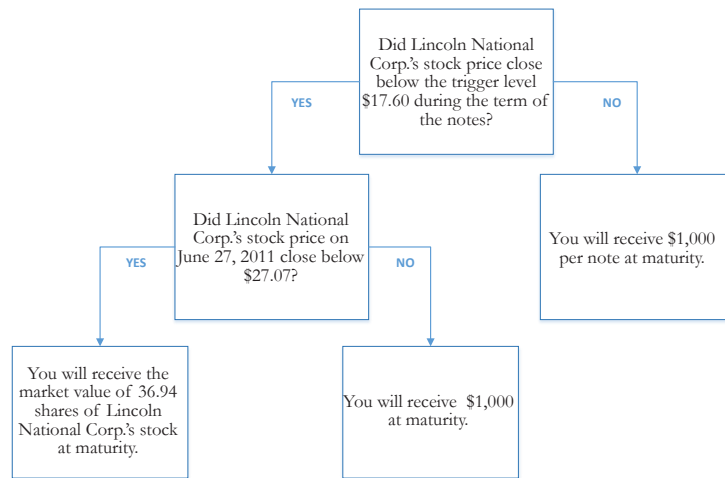 Did Lincoln National
Corp.'s stock price close
below the trigger level
$17.60 during the term of
the notes?
YES
NO
Did Lincoln National
Corp.'s stock price on
June 27, 2011 close below
$27.07?
You will receive $1,000
per note at maturity.
YES
NO
You will receive the
market value of 36.94
shares of Lincoln
National Corp.'s stock
at maturity.
You will receive $1,000
at maturity.